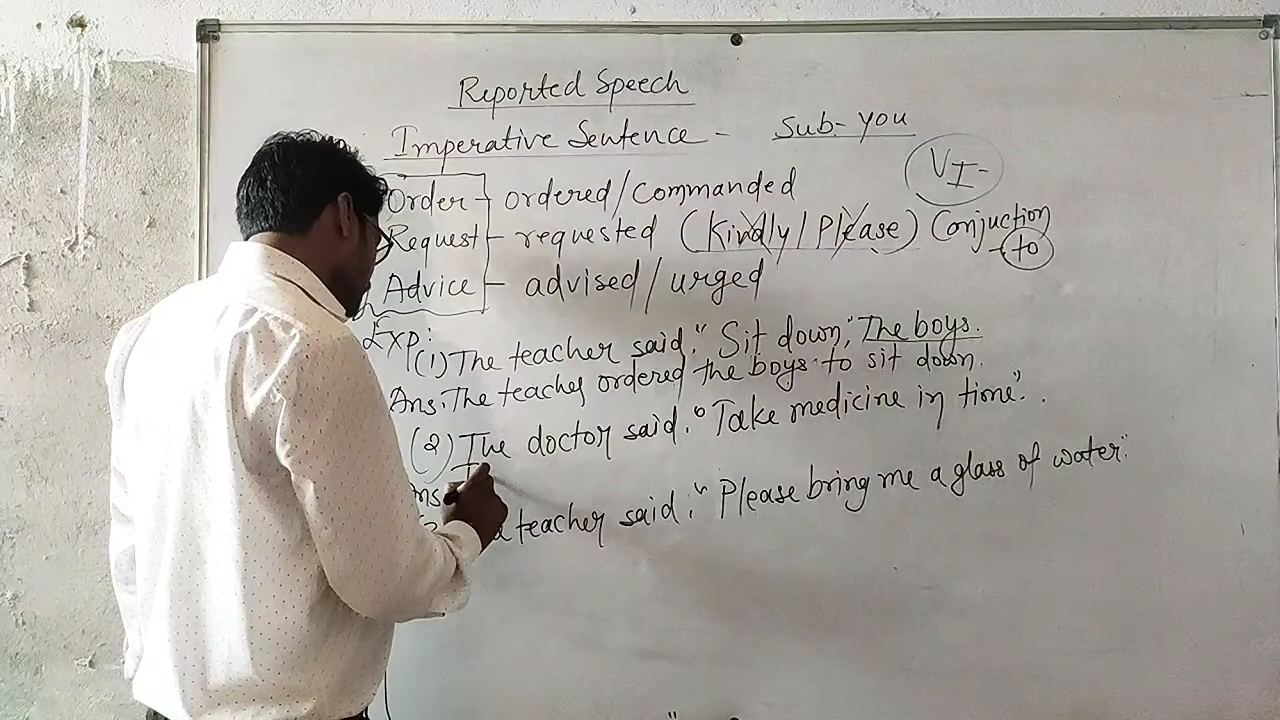 Reported Speech
Imperative Sentence - Sub- you
VI-
Order - ordered/commanded
Request - requested (Kindly/Please) Conjuction
- to
Advice - advised/urged
Exp:
(1) The teacher said," Sit down," The boys.
Ans: The teacher ordered the boys to sit down.
(2) The doctor said, "Take medicine in time".
Ans
teacher said, "Please bring me a glass of water."